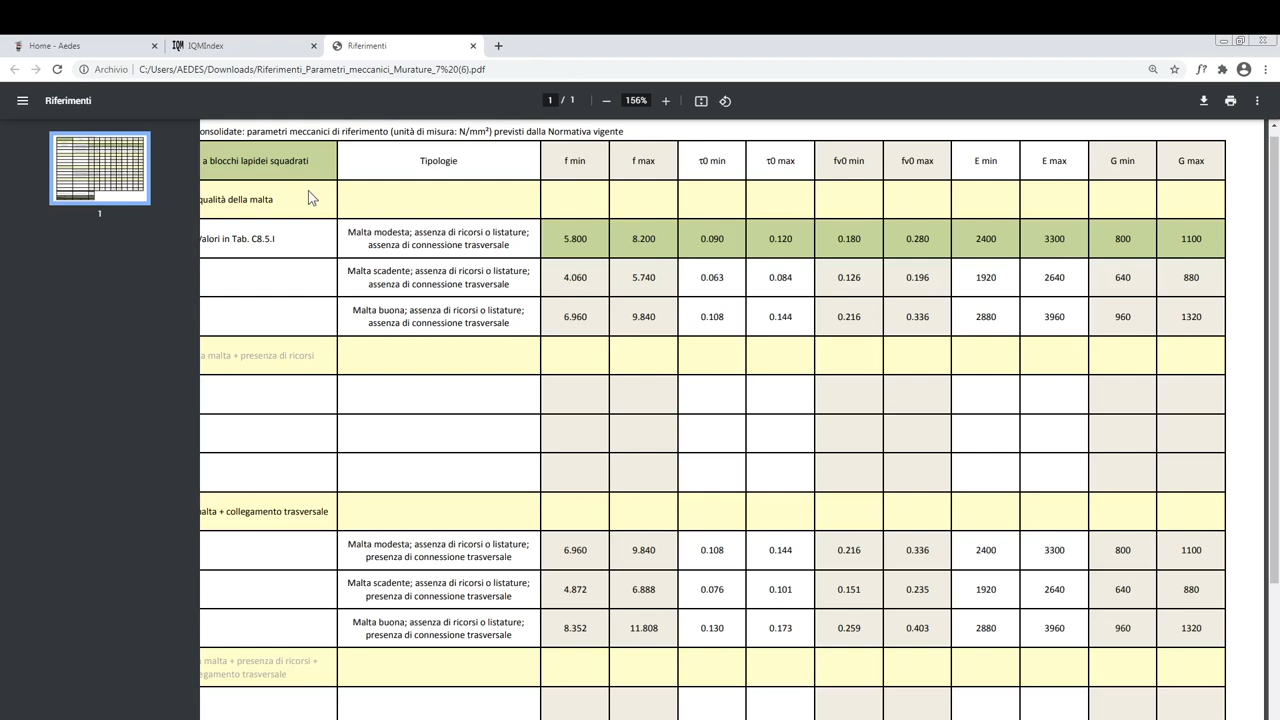 Home - Aedes
IQM IQMIndex
Riferimenti
Archivio C:/Users/AEDES/Downloads/Riferimenti_Parametri_meccanici_Murature_7%20(6).pdf
Riferimenti
1 / 1
156%
1
onsolidate: parametri meccanici di riferimento (unità di misura: N/mm²) previsti dalla Normativa vigente
a blocchi lapidei squadrati Tipologie f min f max τ0 min τ0 max fv0 min fv0 max E min E max G min G max
qualità della malta
Valori in Tab. C8.5.I
Malta modesta; assenza di ricorsi o listature;
assenza di connessione trasversale
5.800 8.200 0.090 0.120 0.180 0.280 2400 3300 800 1100
Malta scadente; assenza di ricorsi o listature;
assenza di connessione trasversale
4.060 5.740 0.063 0.084 0.126 0.196 1920 2640 640 880
Malta buona; assenza di ricorsi o listature;
assenza di connessione trasversale
6.960 9.840 0.108 0.144 0.216 0.336 2880 3960 960 1320
a malta + presenza di ricorsi
malta + collegamento trasversale
Malta modesta; assenza di ricorsi o listature;
presenza di connessione trasversale
6.960 9.840 0.108 0.144 0.216 0.336 2400 3300 800 1100
Malta scadente; assenza di ricorsi o listature;
presenza di connessione trasversale
4.872 6.888 0.076 0.101 0.151 0.235 1920 2640 640 880
Malta buona; assenza di ricorsi o listature;
presenza di connessione trasversale
8.352 11.808 0.130 0.173 0.259 0.403 2880 3960 960 1320
a malta + presenza di ricorsi +
egamento trasversale